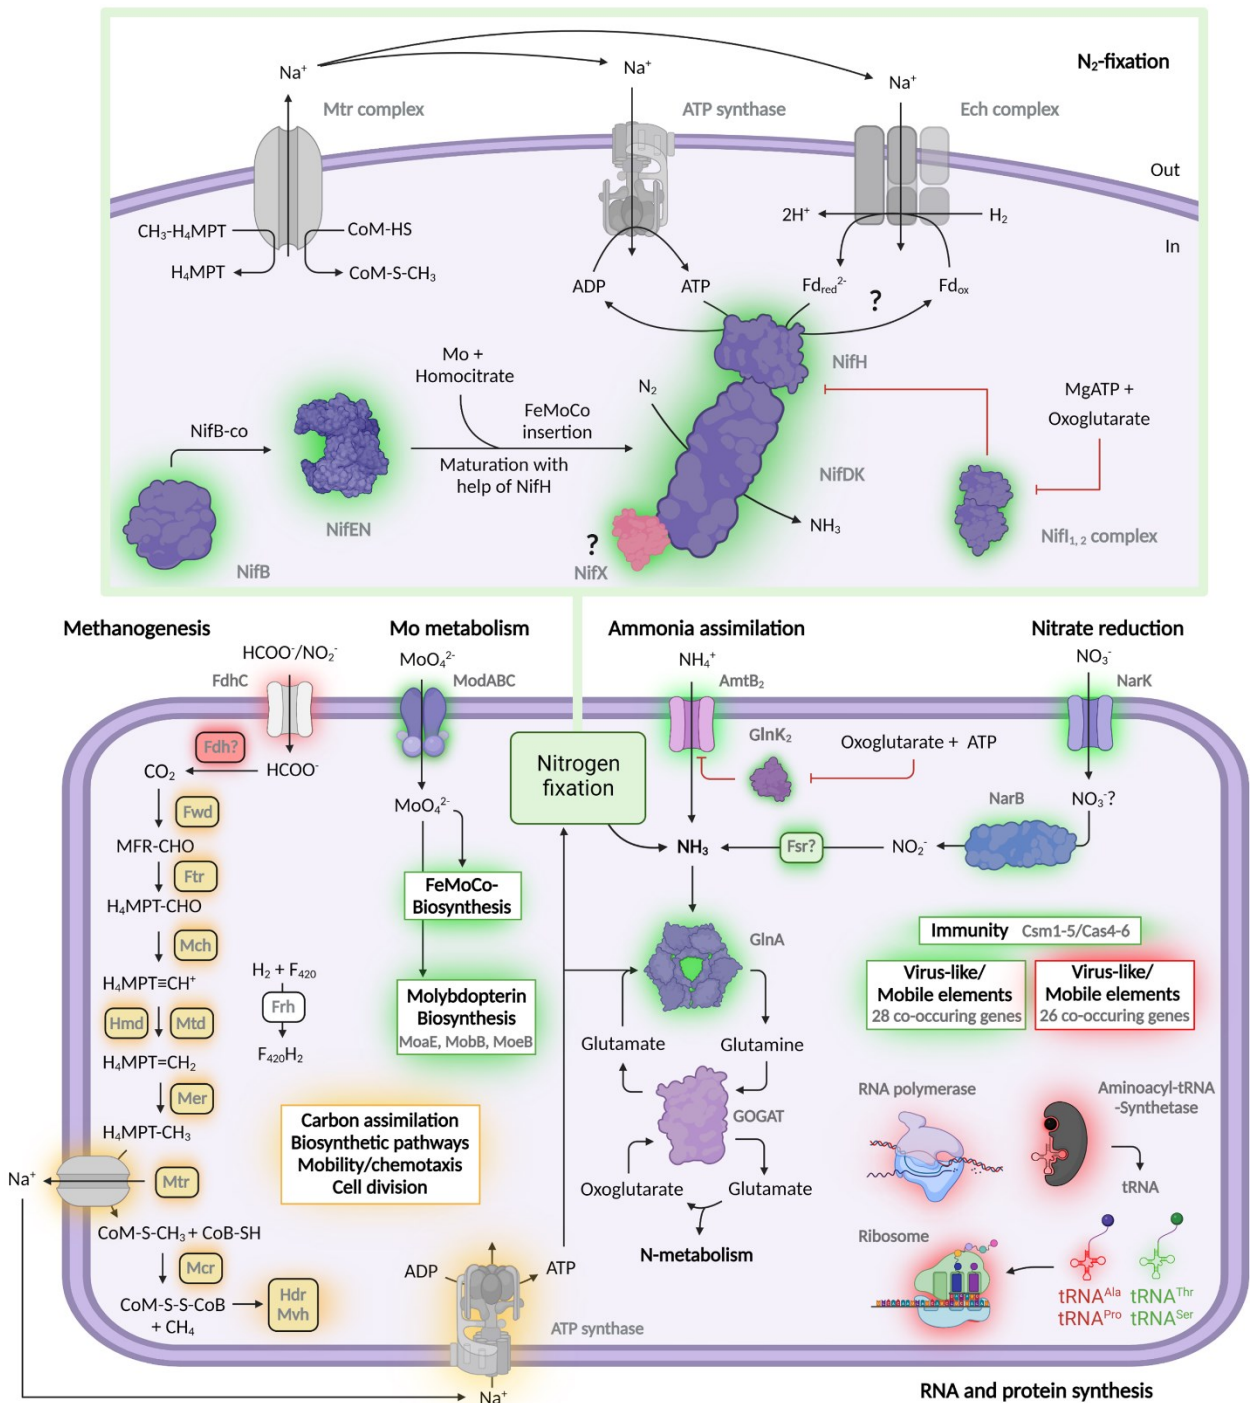 N₂-fixation
Na⁺
Na⁺
Na⁺
Mtr complex
ATP synthase
Ech complex
Out
In
CH₃-H₄MPT
CoM-HS
H₄MPT
CoM-S-CH₃
2H⁺
H₂
ADP
ATP
Fd_red²⁻
?
Fd_ox
NifH
Mo +
Homocitrate
N₂
MgATP +
Oxoglutarate
NifB-co
FeMoCo
insertion
Maturation with
help of NifH
NifDK
NifEN
NH₃
NifI₁,₂ complex
?
NifB
NifX
Methanogenesis
Mo metabolism
Ammonia assimilation
Nitrate reduction
HCOO⁻/NO₂⁻
MoO₄²⁻
NH₄⁺
NO₃⁻
FdhC
ModABC
AmtB₂
NarK
Fdh?
CO₂
HCOO⁻
Nitrogen
fixation
GlnK₂
Oxoglutarate + ATP
Fwd
MoO₄²⁻
NarB
NO₃⁻?
MFR-CHO
NH₃
Fsr?
NO₂⁻
Ftr
FeMoCo-
Biosynthesis
H₄MPT-CHO
Mch
GlnA
Immunity Csm1-5/Cas4-6
H₄MPT≡CH⁺
H₂ + F₄₂₀
Frh
F₄₂₀H₂
Molybdopterin
Biosynthesis
MoaE, MobB, MoeB
Virus-like/
Mobile elements
28 co-occuring genes
Virus-like/
Mobile elements
26 co-occuring genes
Hmd
Mtd
Glutamate
Glutamine
H₄MPT=CH₂
Mer
GOGAT
RNA polymerase
Aminoacyl-tRNA
-Synthetase
H₄MPT-CH₃
Carbon assimilation
Biosynthetic pathways
Mobility/chemotaxis
Cell division
Na⁺
Mtr
Oxoglutarate
Glutamate
tRNA
CoM-S-CH₃ + CoB-SH
N-metabolism
Ribosome
Mcr
ADP
ATP
CoM-S-S-CoB
+ CH₄
Hdr
Mvh
ATP synthase
tRNA^Ala
tRNA^Pro
tRNA^Thr
tRNA^Ser
Na⁺
RNA and protein synthesis